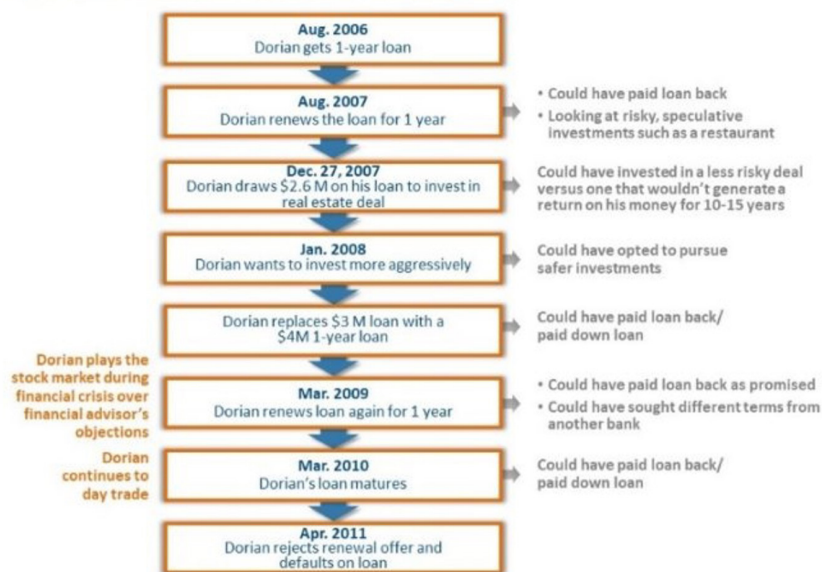 Aug. 2006
Dorian gets 1-year loan
Aug. 2007
Dorian renews the loan for 1 year
• Could have paid loan back
• Looking at risky, speculative
investments such as a restaurant
Dec. 27, 2007
Dorian draws $2.6 M on his loan to invest in
real estate deal
Could have invested in a less risky deal
versus one that wouldn't generate a
return on his money for 10-15 years
Jan. 2008
Dorian wants to invest more aggressively
Could have opted to pursue
safer investments
Dorian replaces $3 M loan with a
$4M 1-year loan
Could have paid loan back/
paid down loan
Dorian plays the
stock market during
financial crisis over
financial advisor's
objections
Mar. 2009
Dorian renews loan again for 1 year
• Could have paid loan back as promised
• Could have sought different terms from
another bank
Dorian
continues to
day trade
Mar. 2010
Dorian's loan matures
Could have paid loan back/
paid down loan
Apr. 2011
Dorian rejects renewal offer and
defaults on loan